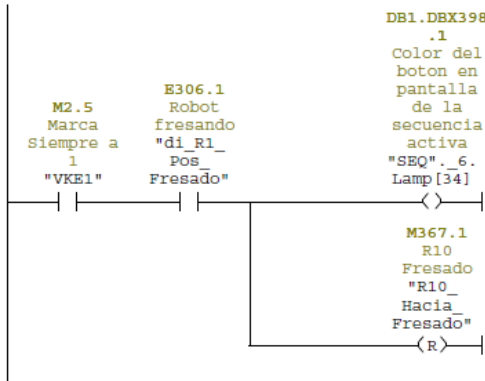 DB1.DBX398
.1
Color del
boton en
pantalla
de la
secuencia
activa
"SEQ"._6.
Lamp[34]
E306.1
Robot
fresando
"di_R1_
Pos_
Fresado"
M2.5
Marca
Siempre a
1
"VKE1"
M367.1
R10
Fresado
"R10_
Hacia_
Fresado"
R